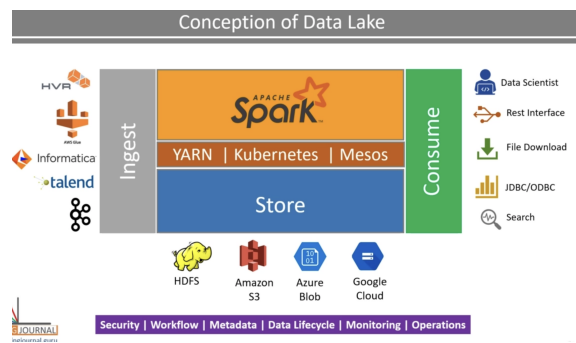 Conception of Data Lake
HVR
AWS Glue
Informatica
talend
Ingest
APACHE
Spark
YARN | Kubernetes | Mesos
Store
Consume
Data Scientist
Rest Interface
File Download
JDBC/ODBC
Search
HDFS
Amazon
S3
10
01
Azure
Blob
Google
Cloud
Security | Workflow | Metadata | Data Lifecycle | Monitoring | Operations
JOURNAL